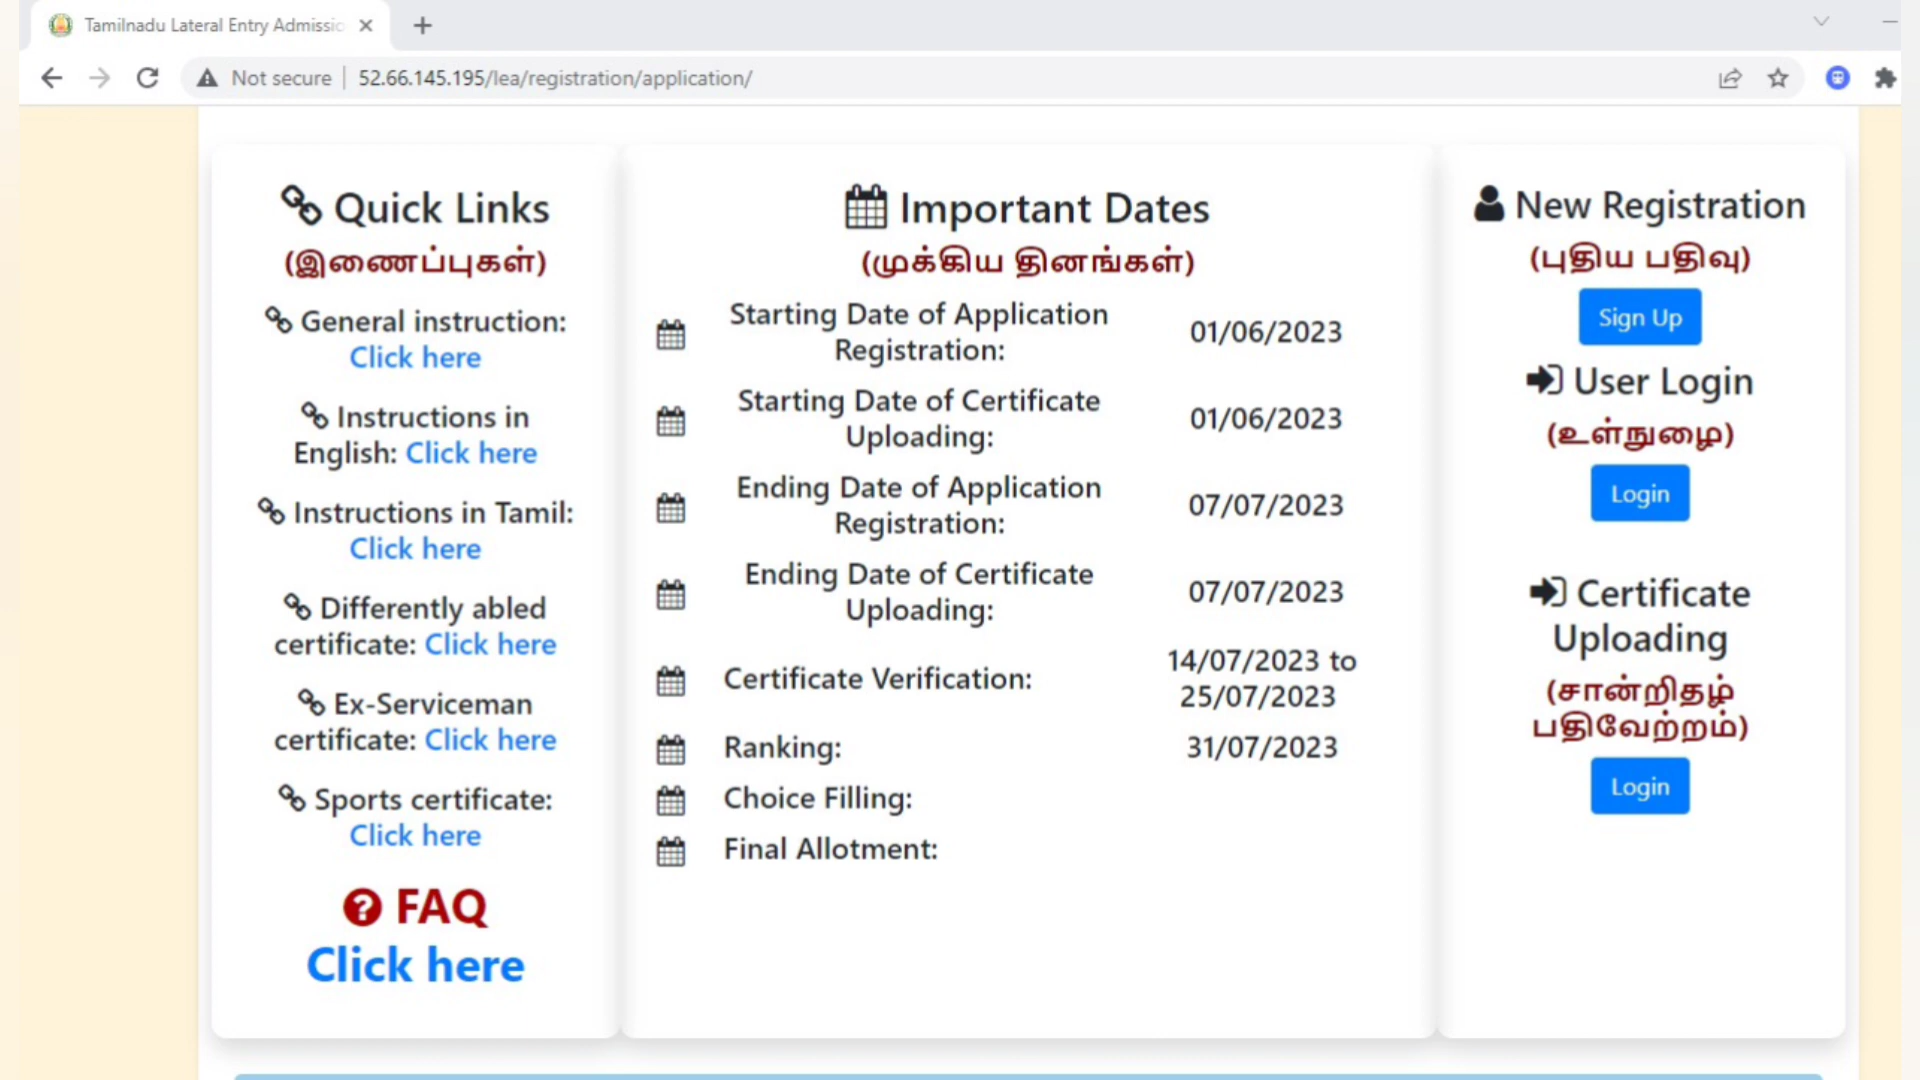 Tamilnadu Lateral Entry Admissio
Not secure
52.66.145.195/lea/registration/application/
Quick Links
(இணைப்புகள்)
General instruction:
Click here
Instructions in
English: Click here
Instructions in Tamil:
Click here
Differently abled
certificate: Click here
Ex-Serviceman
certificate: Click here
Sports certificate:
Click here
FAQ
Click here
Important Dates
(முக்கிய தினங்கள்)
Starting Date of Application
Registration:
01/06/2023
Starting Date of Certificate
Uploading:
01/06/2023
Ending Date of Application
Registration:
07/07/2023
Ending Date of Certificate
Uploading:
07/07/2023
Certificate Verification:
14/07/2023 to
25/07/2023
Ranking:
31/07/2023
Choice Filling:
Final Allotment:
New Registration
(புதிய பதிவு)
Sign Up
User Login
(உள்நுழை)
Login
Certificate
Uploading
(சான்றிதழ்
பதிவேற்றம்)
Login